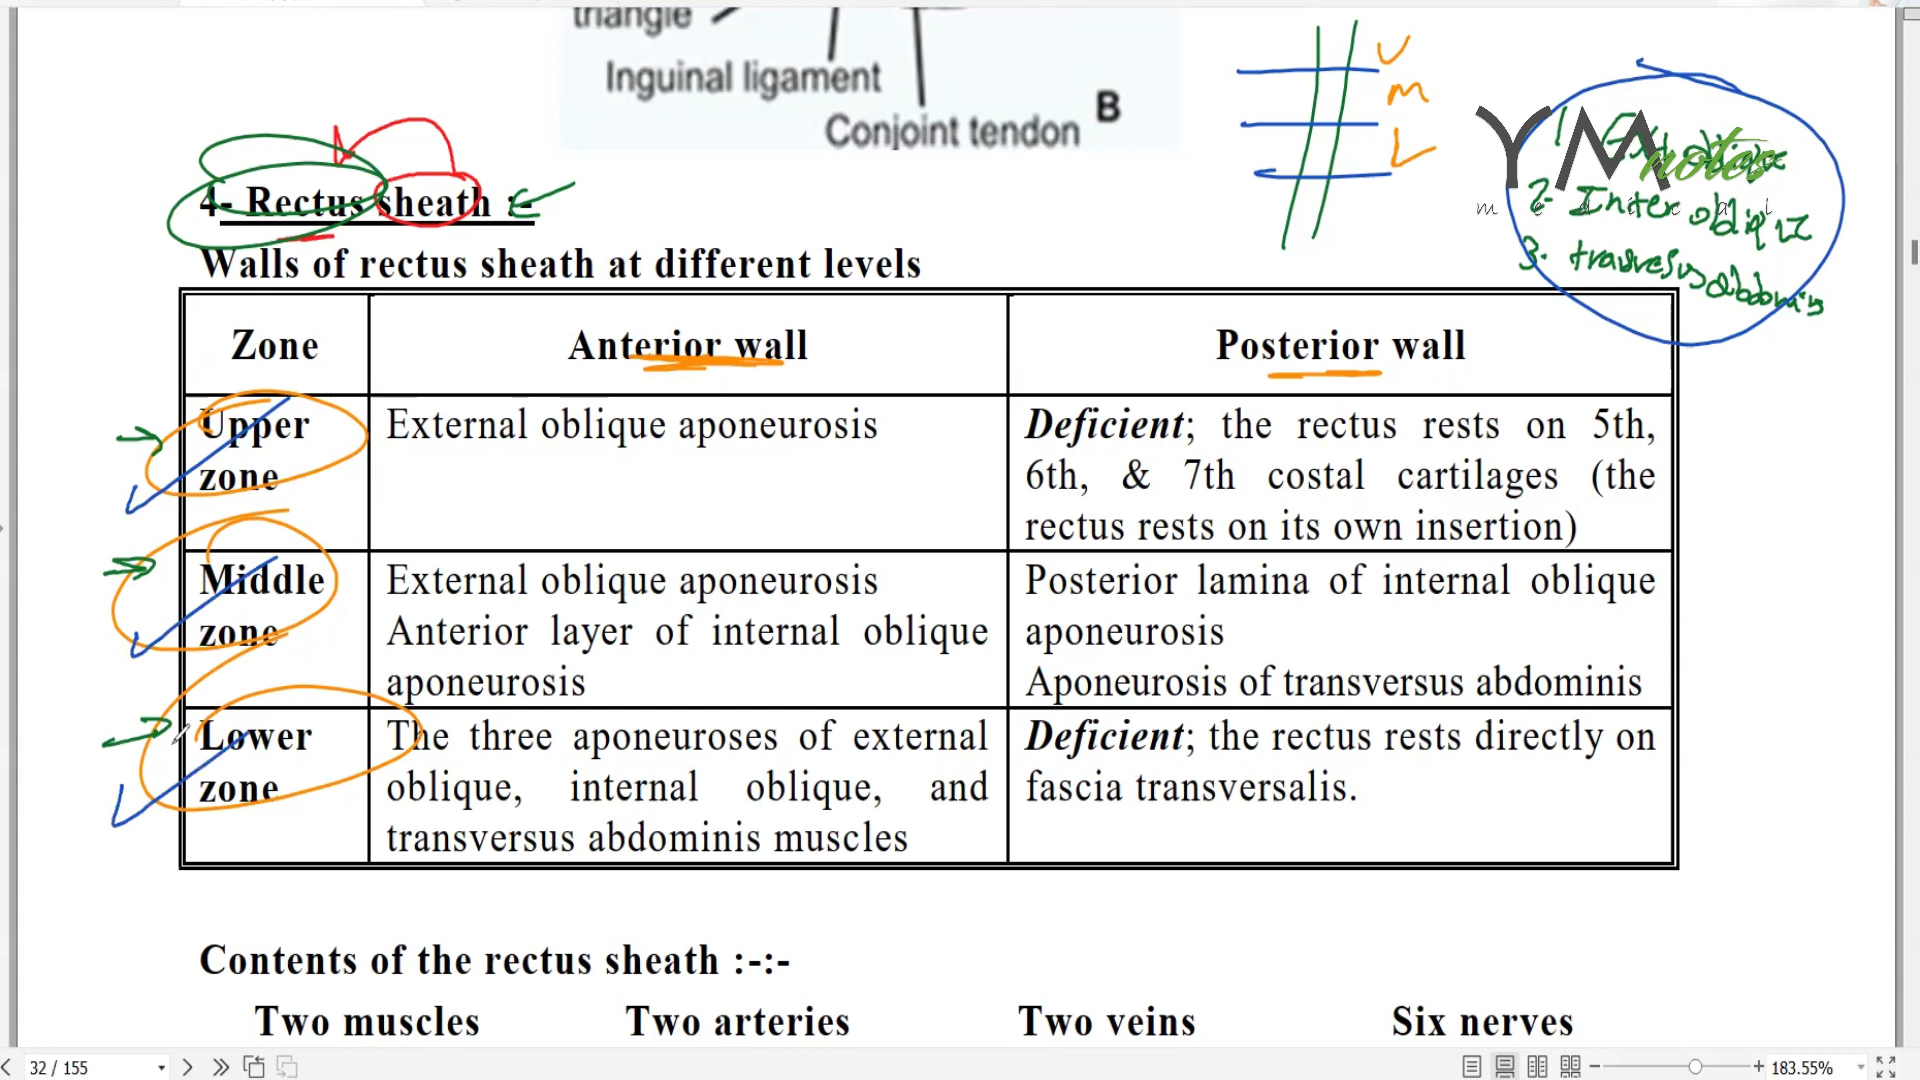 triangle
Inguinal ligament
Conjoint tendon
B
U
M
L
YM notes
m e d i c a l
1.
2- Inter oblique
3. trasvesus abdominis
4- Rectus sheath :-
Walls of rectus sheath at different levels
Zone Anterior wall Posterior wall
Upper External oblique aponeurosis Deficient; the rectus rests on 5th,
zone 6th, & 7th costal cartilages (the
rectus rests on its own insertion)
Middle External oblique aponeurosis Posterior lamina of internal oblique
zone Anterior layer of internal oblique aponeurosis
aponeurosis Aponeurosis of transversus abdominis
Lower The three aponeuroses of external Deficient; the rectus rests directly on
zone oblique, internal oblique, and fascia transversalis.
transversus abdominis muscles
Contents of the rectus sheath :-:-
Two muscles Two arteries Two veins Six nerves
32 / 155 183.55%